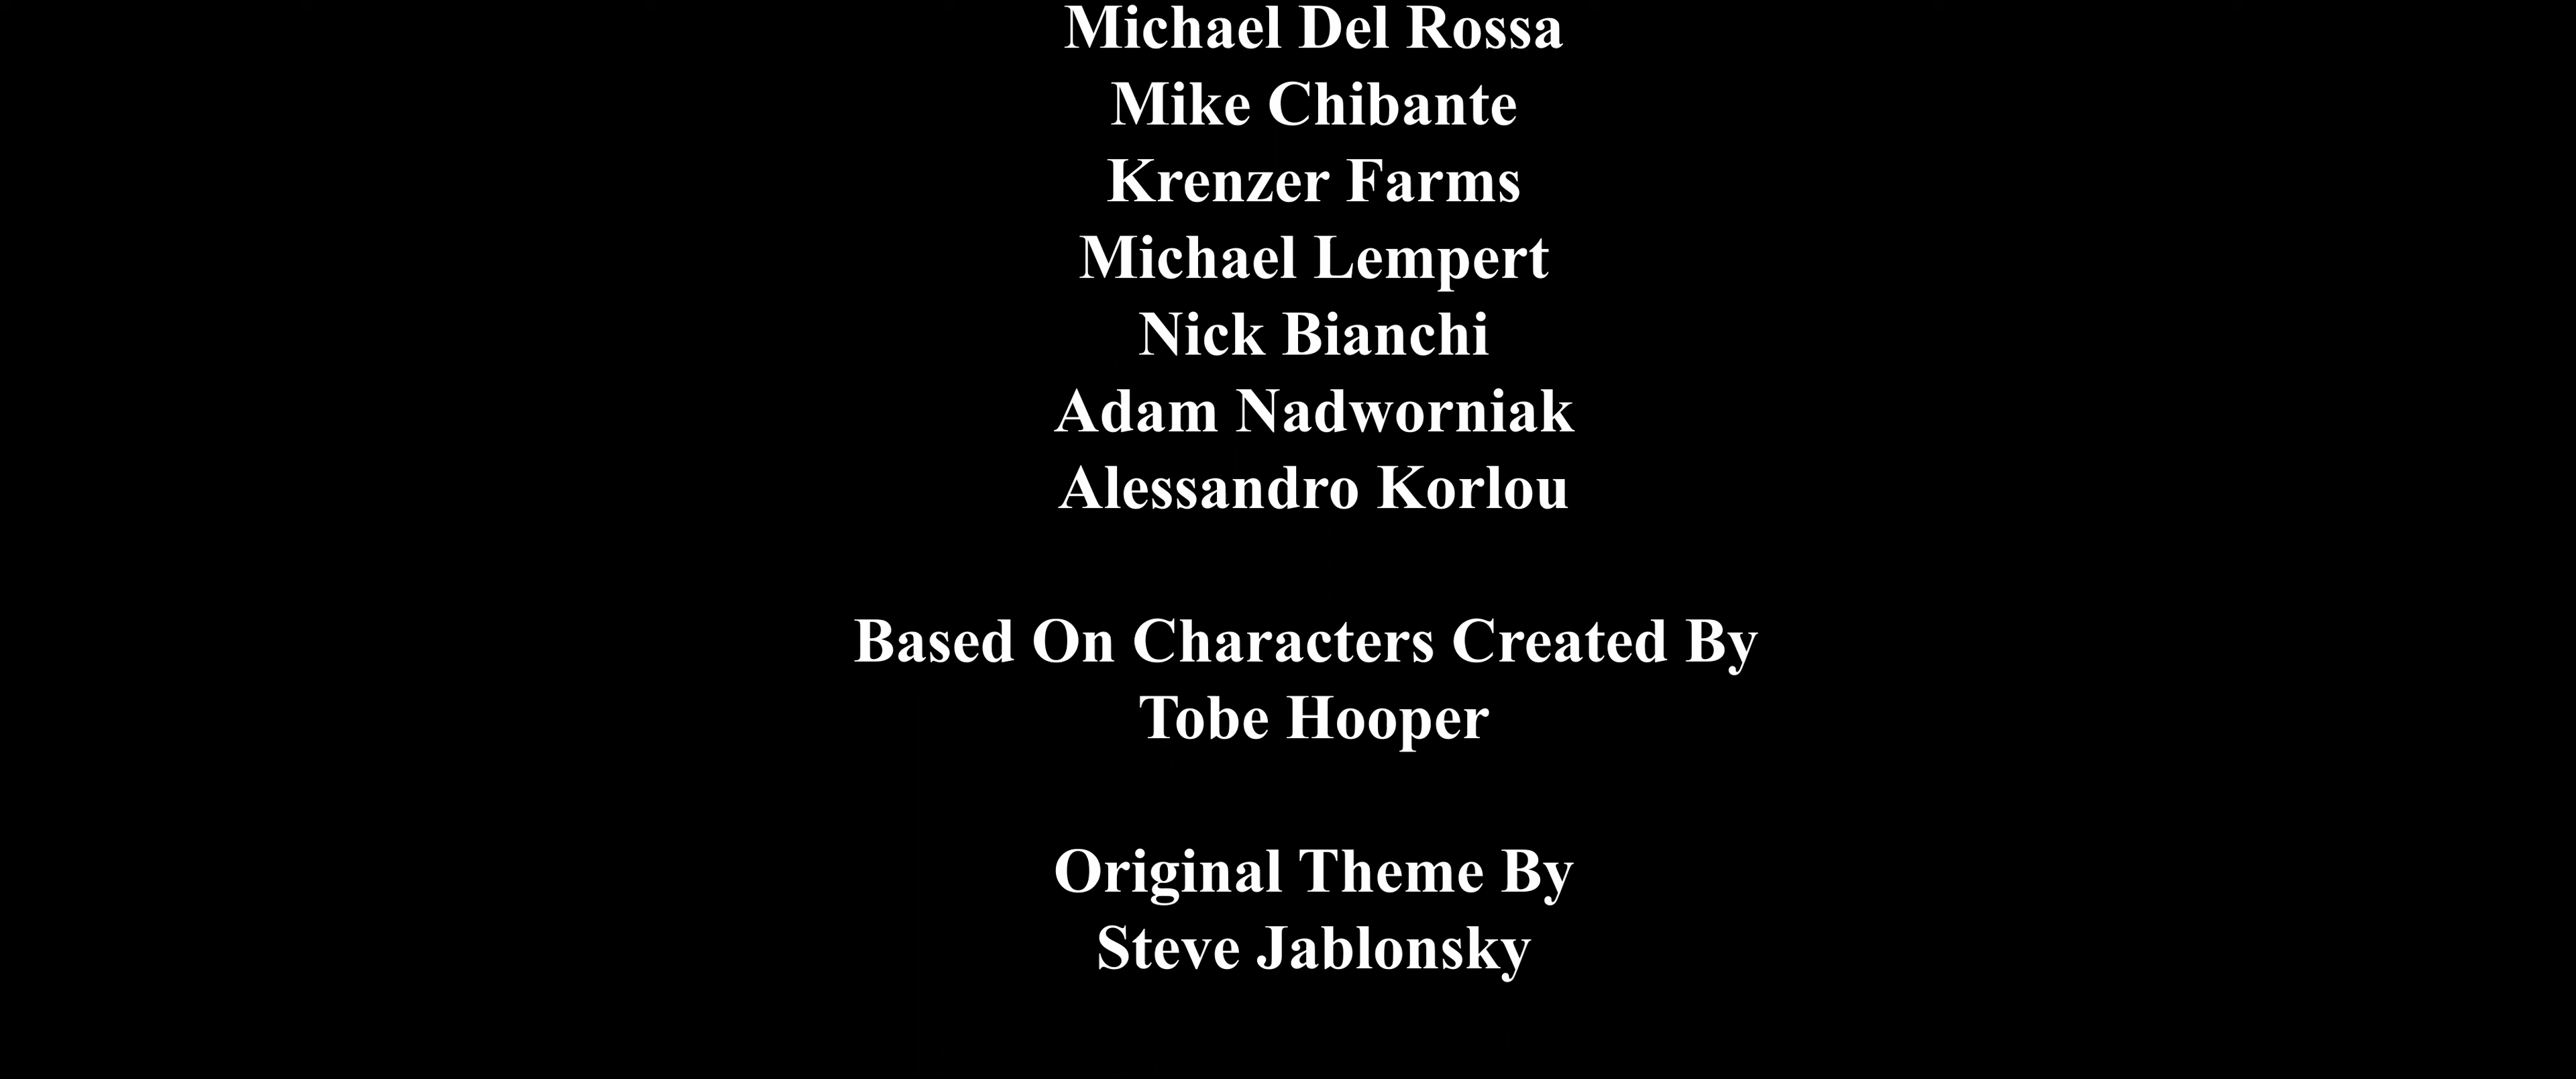 Michael Del Rossa
Mike Chibante
Krenzer Farms
Michael Lempert
Nick Bianchi
Adam Nadworniak
Alessandro Korlou
Based On Characters Created By
Tobe Hooper
Original Theme By
Steve Jablonsky